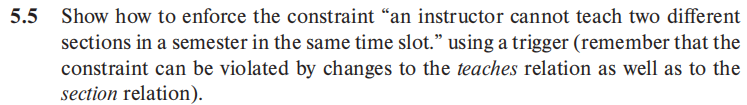 5.5 Show how to enforce the constraint “an instructor cannot teach two different
sections in a semester in the same time slot.” using a trigger (remember that the
constraint can be violated by changes to the teaches relation as well as to the
section relation).